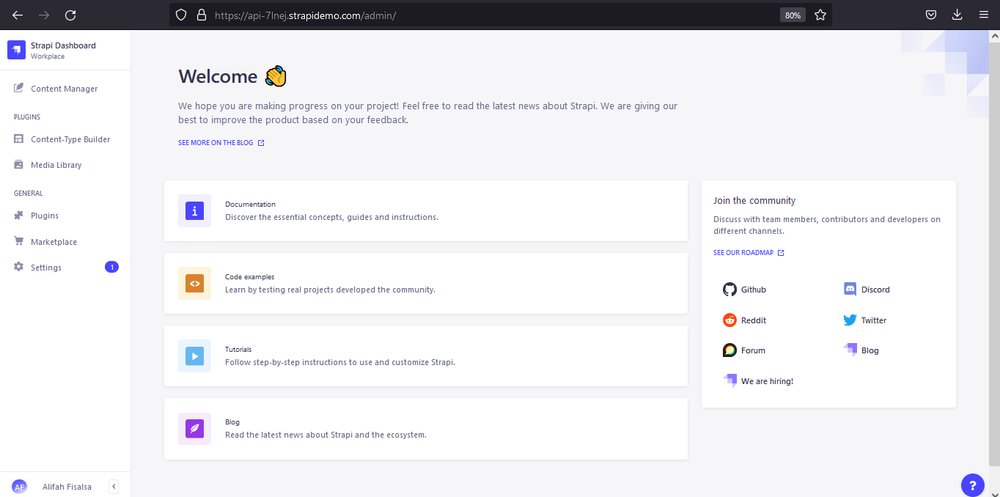 https://api-7lnej.strapidemo.com/admin/
80%
Strapi Dashboard
Workplace
Content Manager
PLUGINS
Content-Type Builder
Media Library
GENERAL
Plugins
Marketplace
Settings
1
AF
Alifah Fisalsa
Welcome
We hope you are making progress on your project! Feel free to read the latest news about Strapi. We are giving our
best to improve the product based on your feedback.
SEE MORE ON THE BLOG
Documentation
Discover the essential concepts, guides and instructions.
Code examples
Learn by testing real projects developed the community.
Tutorials
Follow step-by-step instructions to use and customize Strapi.
Blog
Read the latest news about Strapi and the ecosystem.
Join the community
Discuss with team members, contributors and developers on
different channels.
SEE OUR ROADMAP
Github
Discord
Reddit
Twitter
Forum
Blog
We are hiring!
?